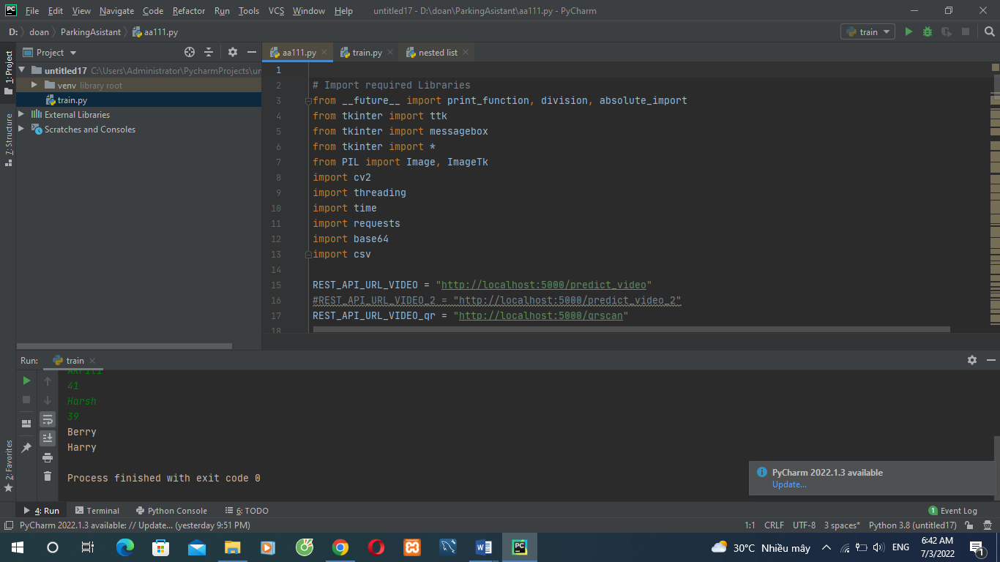 File Edit View Navigate Code Refactor Run Tools VCS Window Help untitled17 - D:\doan\ParkingAsistant\aa111.py - PyCharm
D: doan ParkingAsistant aa111.py train
Project aa111.py train.py nested list
1: Project
untitled17 C:\Users\Administrator\PycharmProjects\
venv library root
train.py
External Libraries
Scratches and Consoles
7: Structure
1
2 # Import required Libraries
3 from __future__ import print_function, division, absolute_import
4 from tkinter import ttk
5 from tkinter import messagebox
6 from tkinter import *
7 from PIL import Image, ImageTk
8 import cv2
9 import threading
10 import time
11 import requests
12 import base64
13 import csv
14
15 REST_API_URL_VIDEO = "http://localhost:5000/predict_video"
16 #REST_API_URL_VIDEO_2 = "http://localhost:5000/predict_video_2"
17 REST_API_URL_VIDEO_qr = "http://localhost:5000/qrscan"
18
Run: train
Akriti
41
Harsh
39
Berry
Harry
Process finished with exit code 0
2: Favorites
PyCharm 2022.1.3 available
Update...
4: Run Terminal Python Console 6: TODO 1 Event Log
PyCharm 2022.1.3 available: // Update... (yesterday 9:51 PM) 1:1 CRLF UTF-8 3 spaces* Python 3.8 (untitled17)
30°C Nhiều mây ENG 6:42 AM
7/3/2022 1